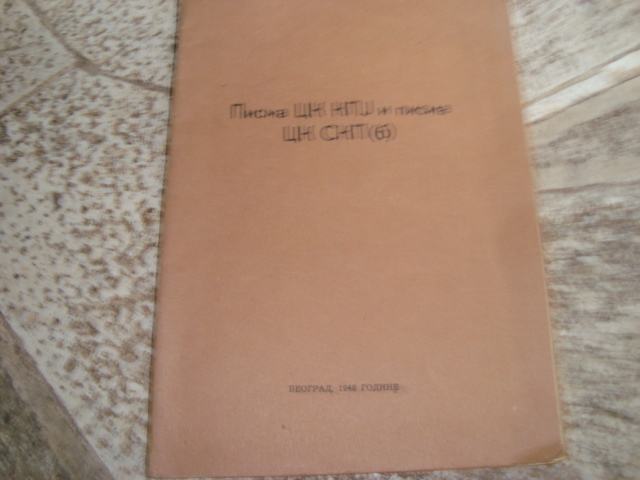 Писма ЦК КПЈ и писма
ЦК СКП(б)
БЕОГРАД, 1948 ГОДИНЕ